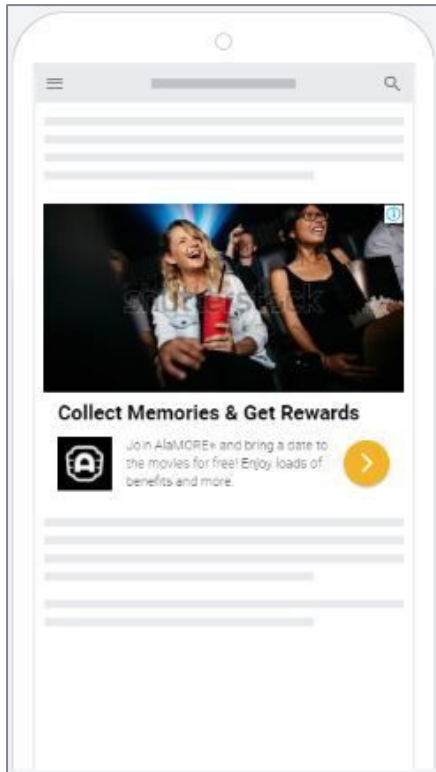 shutterstock
Collect Memories & Get Rewards
A
Join AlaMORE+ and bring a date to
the movies for free! Enjoy loads of
benefits and more.